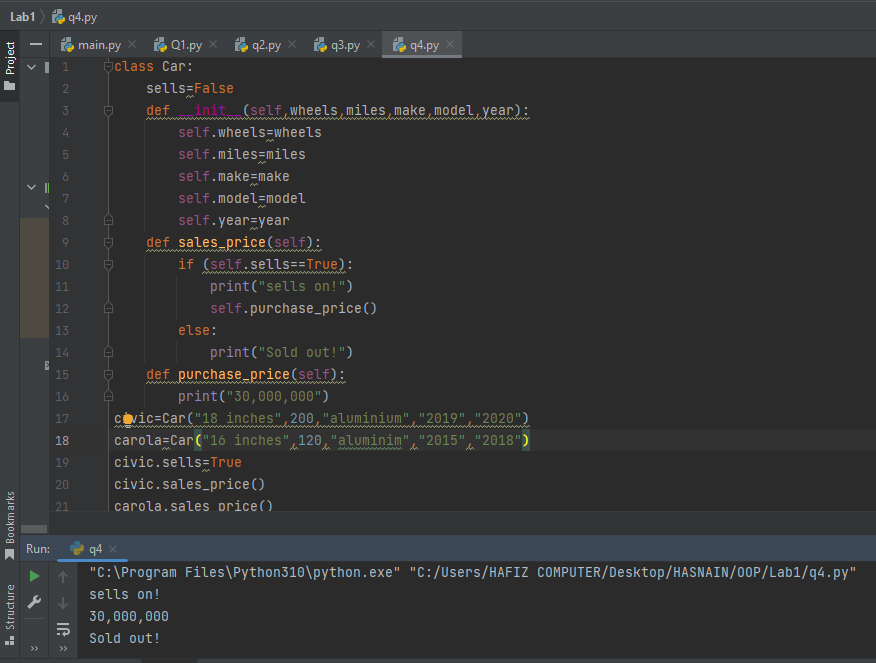 Lab1 q4.py
Project
main.py Q1.py q2.py q3.py q4.py
1 class Car:
2 sells=False
3 def __init__(self,wheels,miles,make,model,year):
4 self.wheels=wheels
5 self.miles=miles
6 self.make=make
7 self.model=model
8 self.year=year
9 def sales_price(self):
10 if (self.sells==True):
11 print("sells on!")
12 self.purchase_price()
13 else:
14 print("Sold out!")
15 def purchase_price(self):
16 print("30,000,000")
17 civic=Car("18 inches",200,"aluminium","2019","2020")
18 carola=Car("16 inches",120,"aluminim","2015","2018")
19 civic.sells=True
20 civic.sales_price()
21 carola.sales_price()
Bookmarks
Structure
Run: q4
"C:\Program Files\Python310\python.exe" "C:/Users/HAFIZ COMPUTER/Desktop/HASNAIN/OOP/Lab1/q4.py"
sells on!
30,000,000
Sold out!